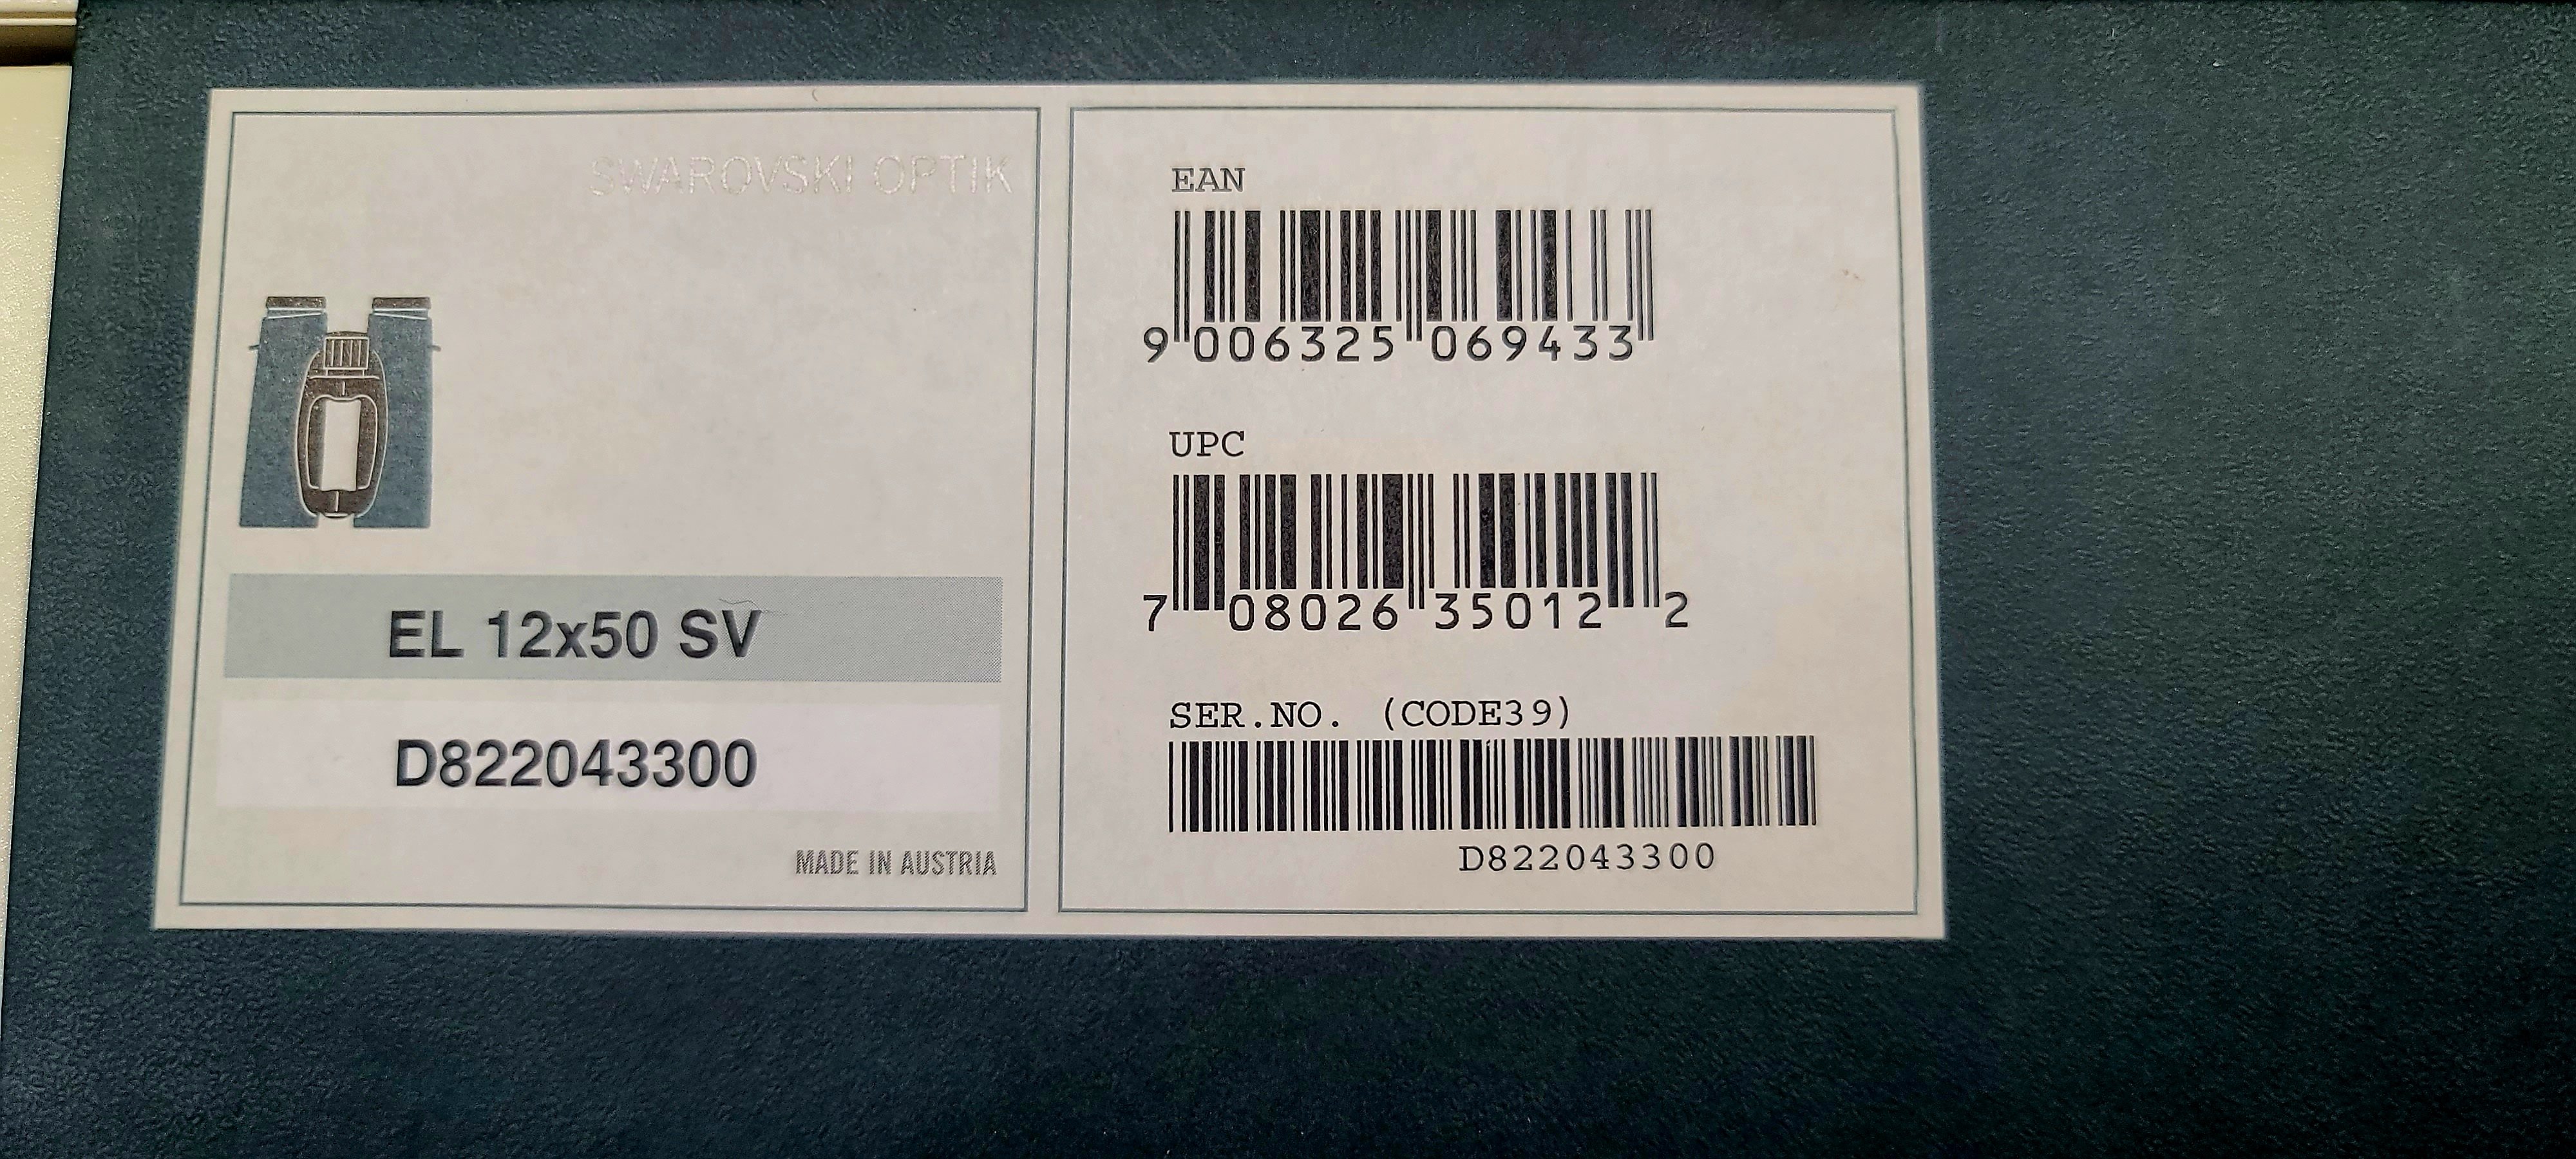 SWAROVSKI OPTIK
EL 12x50 SV
D822043300
MADE IN AUSTRIA
EAN
9 006325 069433
UPC
7 08026 35012 2
SER.NO. (CODE39)
D822043300